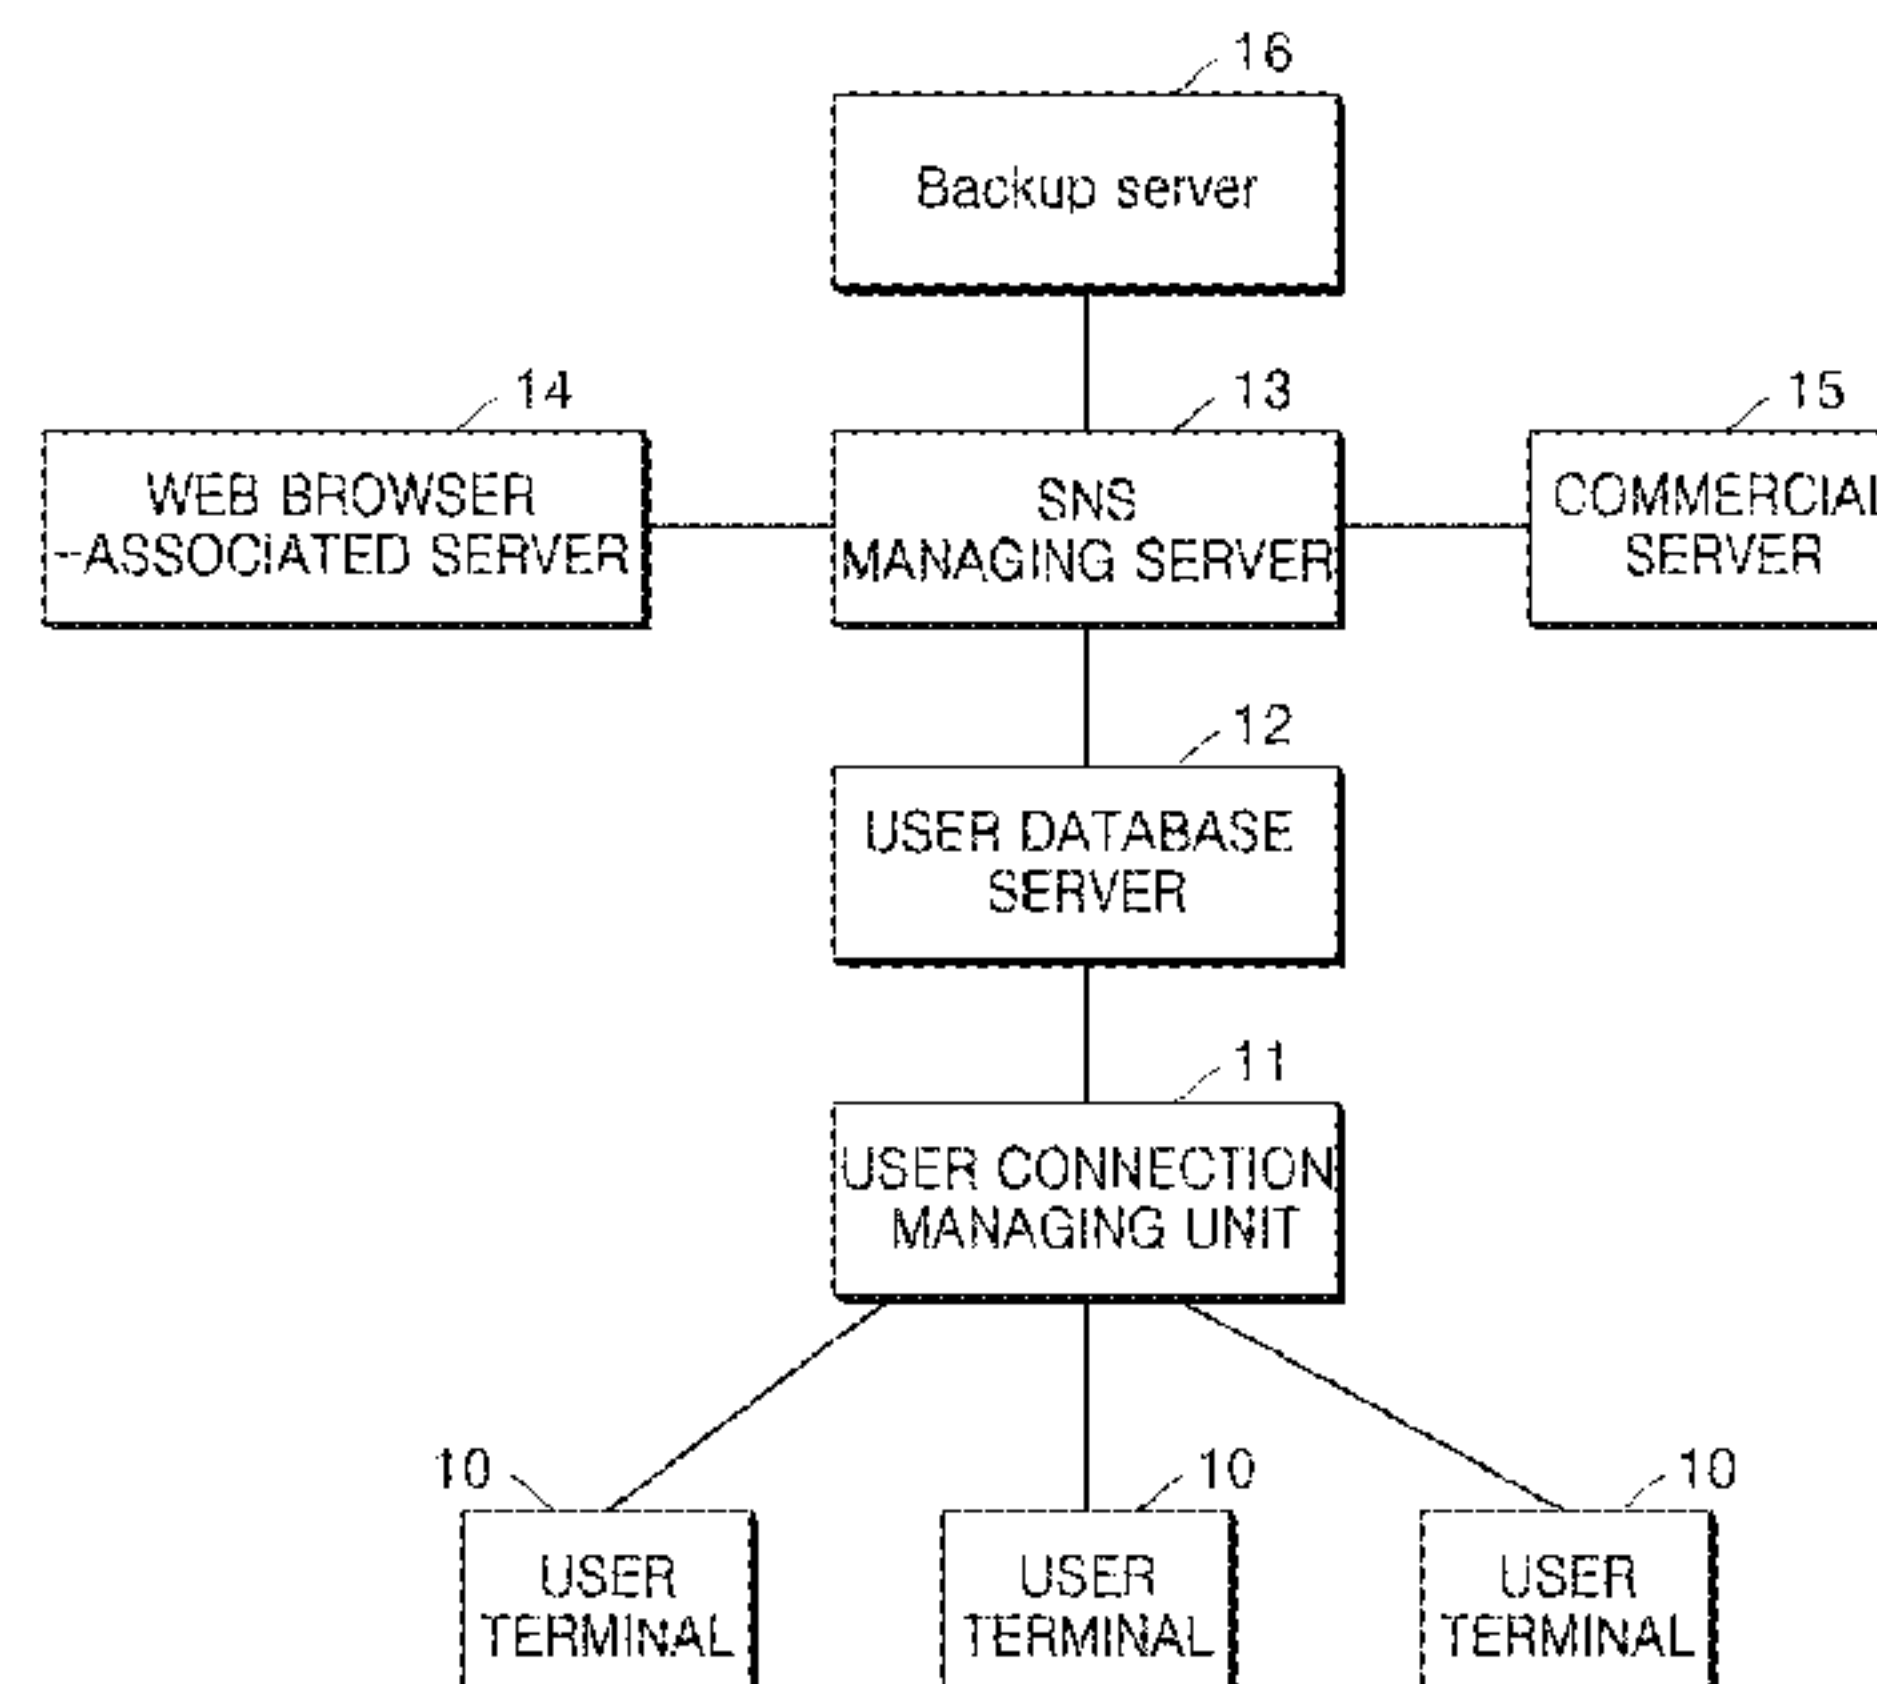 16
Backup server
14
13
15
WEB BROWSER
-ASSOCIATED SERVER
SNS
MANAGING SERVER
COMMERCIAL
SERVER
12
USER DATABASE
SERVER
11
USER CONNECTION
MANAGING UNIT
10
10
10
USER
TERMINAL
USER
TERMINAL
USER
TERMINAL